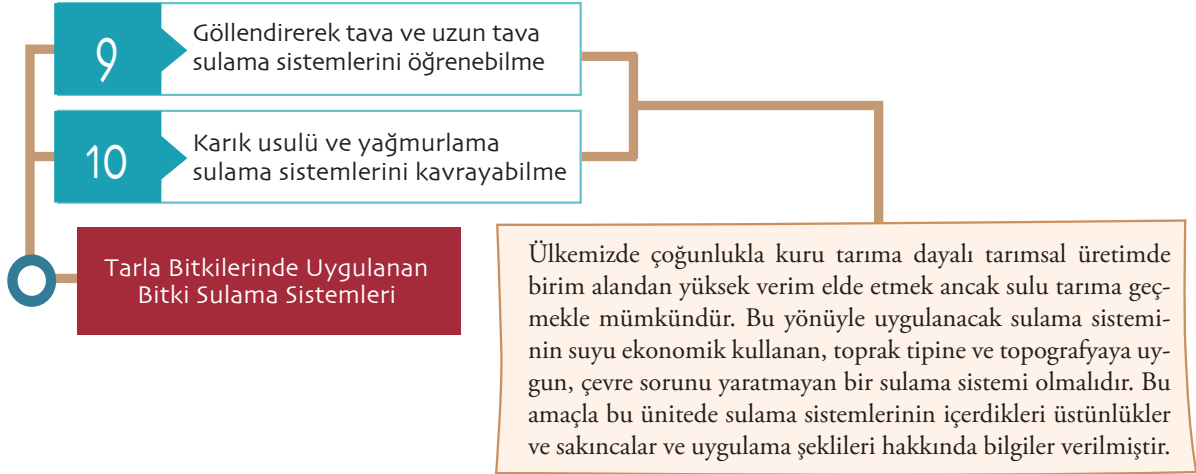 9
Göllendirerek tava ve uzun tava
sulama sistemlerini öğrenebilme
10
Karık usulü ve yağmurlama
sulama sistemlerini kavrayabilme
Tarla Bitkilerinde Uygulanan
Bitki Sulama Sistemleri
Ülkemizde çoğunlukla kuru tarıma dayalı tarımsal üretimde
birim alandan yüksek verim elde etmek ancak sulu tarıma geç-
mekle mümkündür. Bu yönüyle uygulanacak sulama sistemi-
nin suyu ekonomik kullanan, toprak tipine ve topografyaya uy-
gun, çevre sorunu yaratmayan bir sulama sistemi olmalıdır. Bu
amaçla bu ünitede sulama sistemlerinin içerdikleri üstünlükler
ve sakıncalar ve uygulama şeklileri hakkında bilgiler verilmiştir.